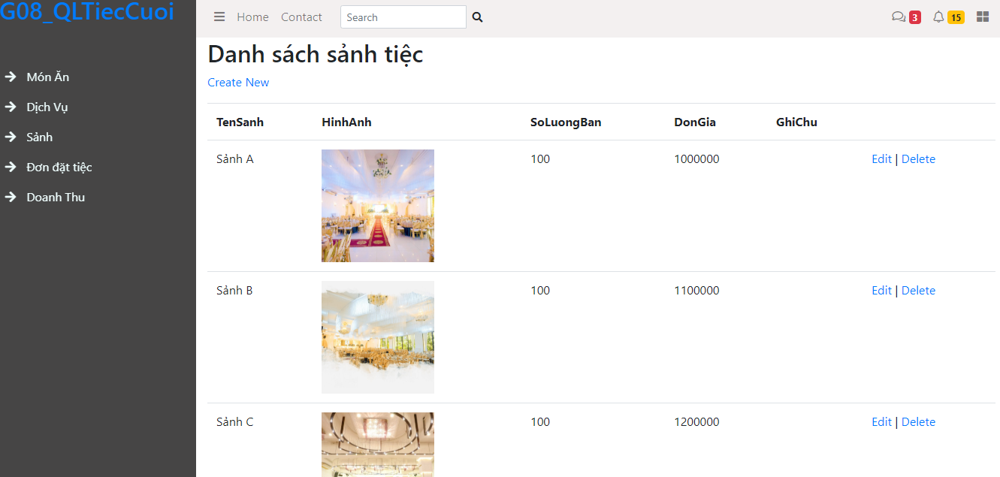 G08_QLTiecCuoi
Món Ăn
Dịch Vụ
Sảnh
Đơn đặt tiệc
Doanh Thu
Home Contact Search 3 15
Danh sách sảnh tiệc
Create New
TenSanh HinhAnh SoLuongBan DonGia GhiChu
Sảnh A 100 1000000 Edit | Delete
Sảnh B 100 1100000 Edit | Delete
Sảnh C 100 1200000 Edit | Delete